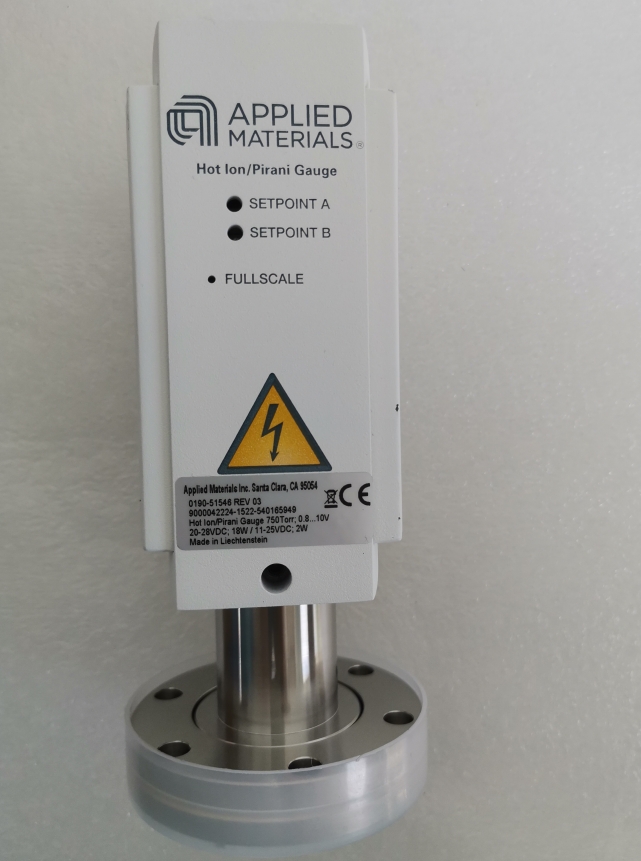 APPLIED
MATERIALS®
Hot Ion/Pirani Gauge
SETPOINT A
SETPOINT B
FULLSCALE
Applied Materials Inc. Santa Clara, CA 95054
0190-51546 REV 03
9000042224-1522-540165949
Hot Ion/Pirani Gauge 750Torr; 0.8...10V
20-28VDC; 18W / 11-25VDC; 2W
Made in Liechtenstein
CE